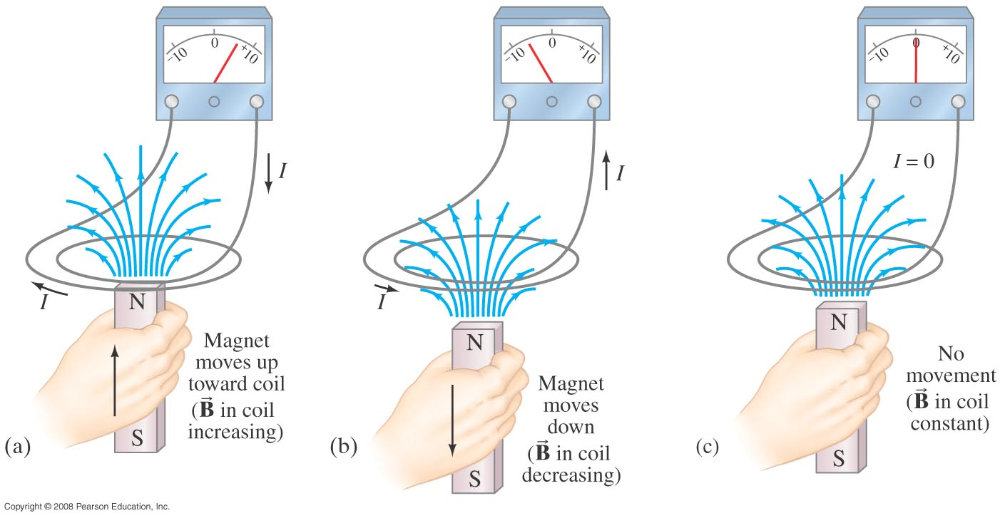 −10 0 +10
I
I
N
S
Magnet
moves up
toward coil
(B⃗ in coil
increasing)
(a)
−10 0 +10
I
I
N
S
Magnet
moves
down
(B⃗ in coil
decreasing)
(b)
−10 0 +10
I = 0
N
S
No
movement
(B⃗ in coil
constant)
(c)
Copyright © 2008 Pearson Education, Inc.